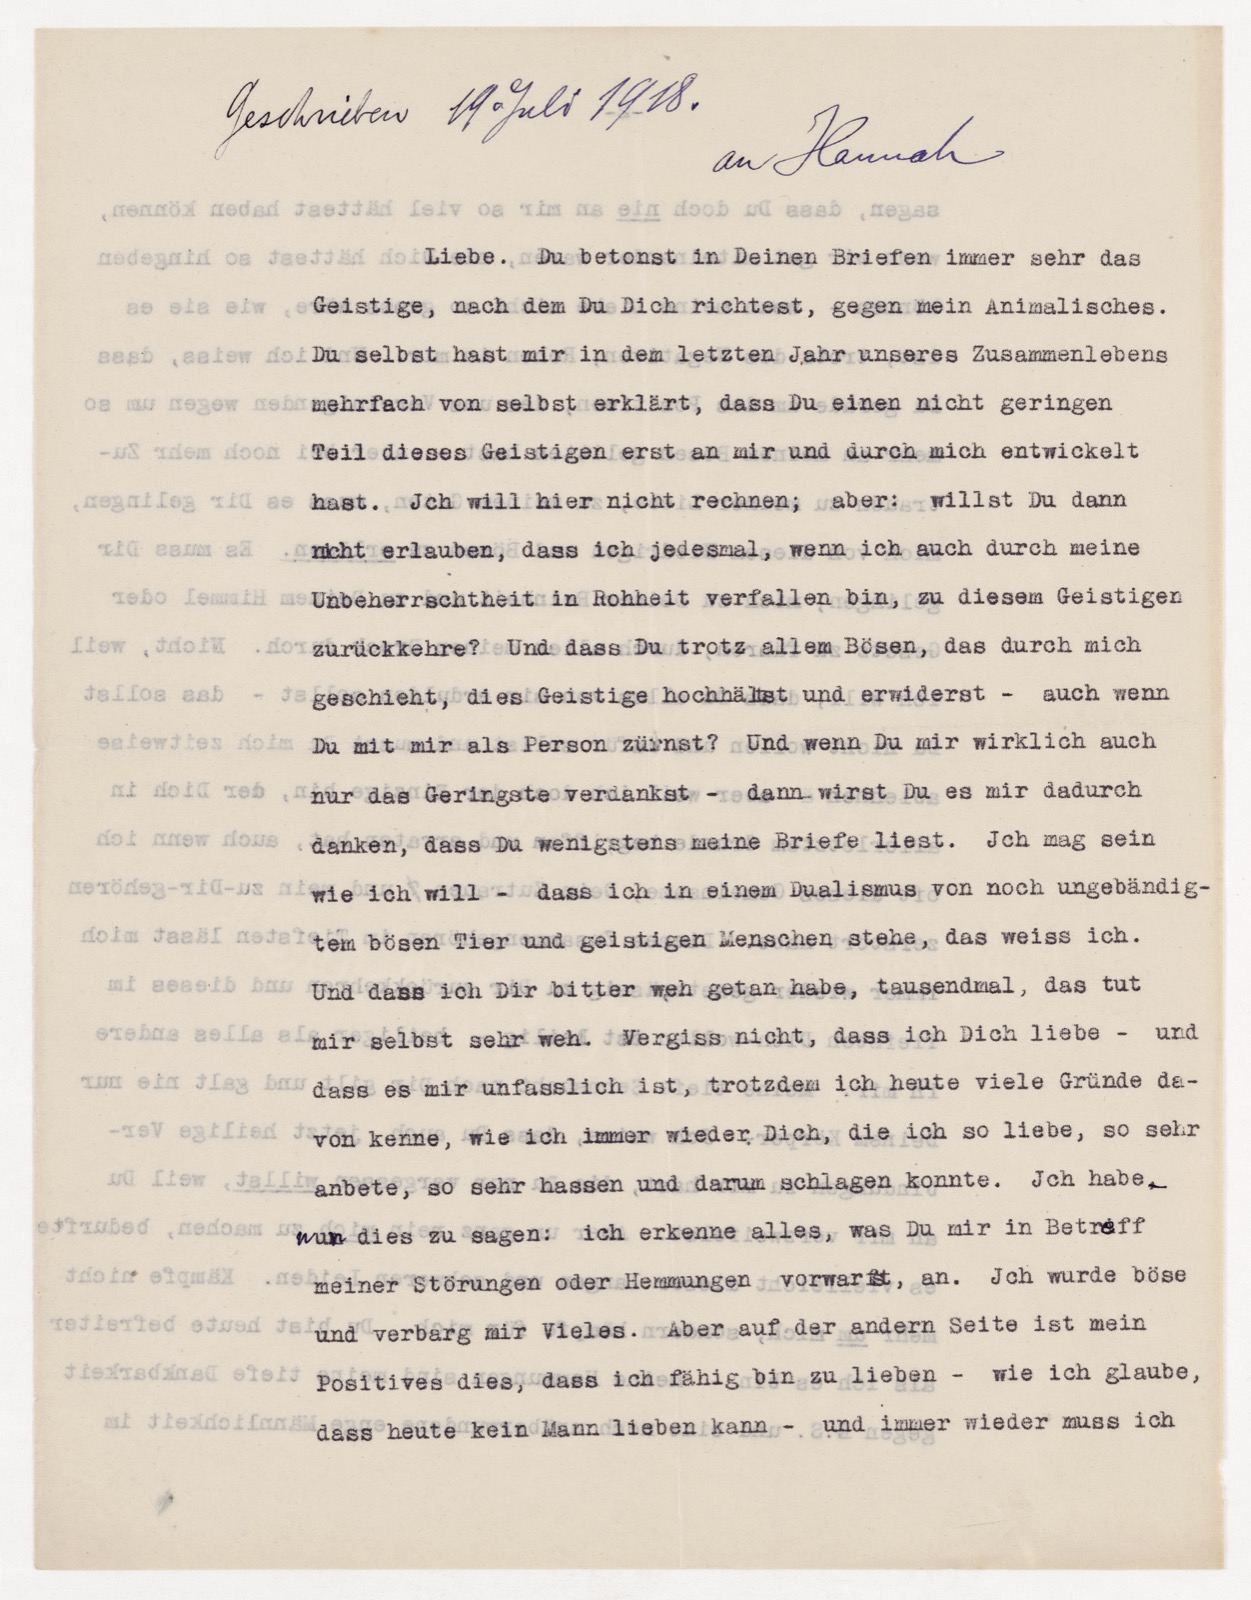 Geschrieben 19. Juli 1918.
an Hannah
Liebe. Du betonst in Deinen Briefen immer sehr das
Geistige, nach dem Du Dich richtest, gegen mein Animalisches.
Du selbst hast mir in dem letzten Jahr unseres Zusammenlebens
mehrfach von selbst erklärt, dass Du einen nicht geringen
Teil dieses Geistigen erst an mir und durch mich entwickelt
hast. Jch will hier nicht rechnen; aber: willst Du dann
nicht erlauben, dass ich jedesmal, wenn ich auch durch meine
Unbeherrschtheit in Rohheit verfallen bin, zu diesem Geistigen
zurückkehre? Und dass Du trotz allem Bösen, das durch mich
geschieht, dies Geistige hochhältst und erwiderst - auch wenn
Du mit mir als Person zürnst? Und wenn Du mir wirklich auch
nur das Geringste verdankst - dann wirst Du es mir dadurch
danken, dass Du wenigstens meine Briefe liest. Jch mag sein
wie ich will - dass ich in einem Dualismus von noch ungebändig-
tem bösen Tier und geistigen Menschen stehe, das weiss ich.
Und dass ich Dir bitter weh getan habe, tausendmal, das tut
mir selbst sehr weh. Vergiss nicht, dass ich Dich liebe - und
dass es mir unfasslich ist, trotzdem ich heute viele Gründe da-
von kenne, wie ich immer wieder Dich, die ich so liebe, so sehr
anbete, so sehr hassen und darum schlagen konnte. Jch habe
nun dies zu sagen: ich erkenne alles, was Du mir in Betreff
meiner Störungen oder Hemmungen vorwarfst, an. Jch wurde böse
und verbarg mir Vieles. Aber auf der andern Seite ist mein
Positives dies, dass ich fähig bin zu lieben - wie ich glaube,
dass heute kein Mann lieben kann - und immer wieder muss ich